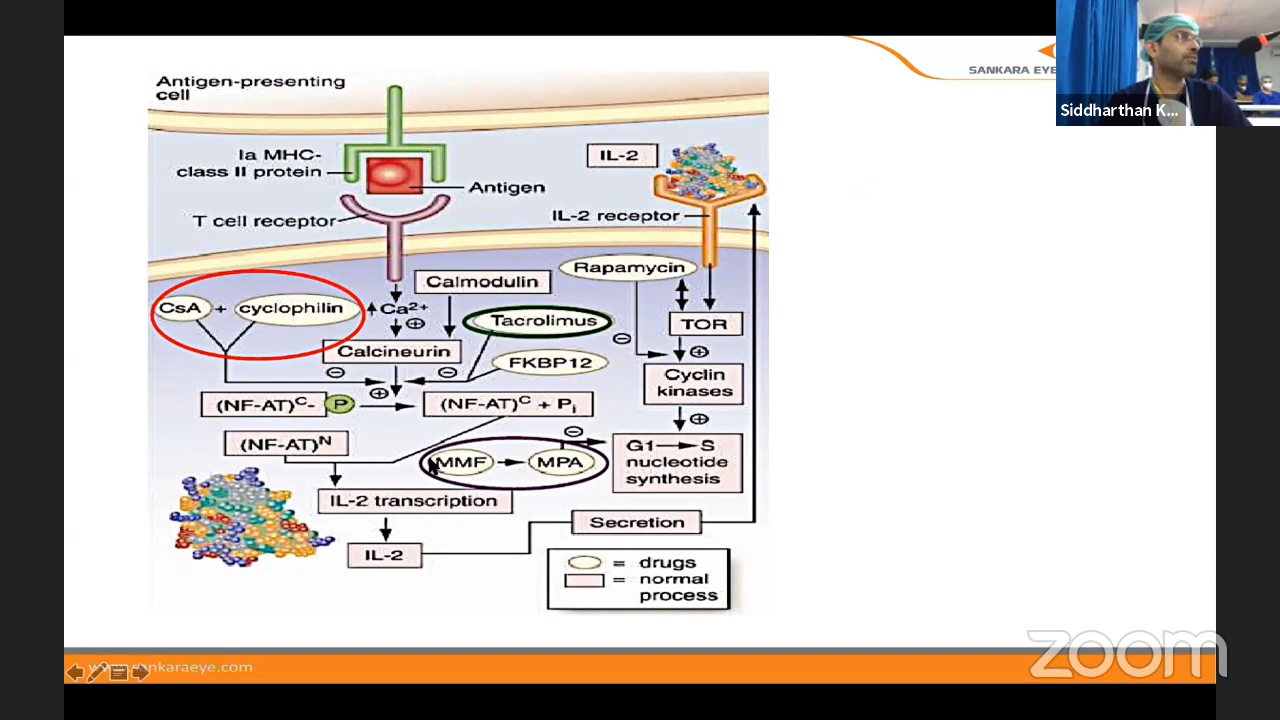 Antigen-presenting
cell
SANKARA EYE
Siddharthan K...
Ia MHC-
class II protein
Antigen
IL-2
T cell receptor
IL-2 receptor
CsA + cyclophilin
Ca2+
+
Calmodulin
Rapamycin
Tacrolimus
TOR
−
+
Calcineurin
FKBP12
−
−
Cyclin
kinases
+
(NF-AT)C-
P
(NF-AT)C + Pi
+
(NF-AT)N
−
MMF
MPA
G1 → S
nucleotide
synthesis
IL-2 transcription
Secretion
IL-2
= drugs
= normal
process
zoom
www.sankaraeye.com